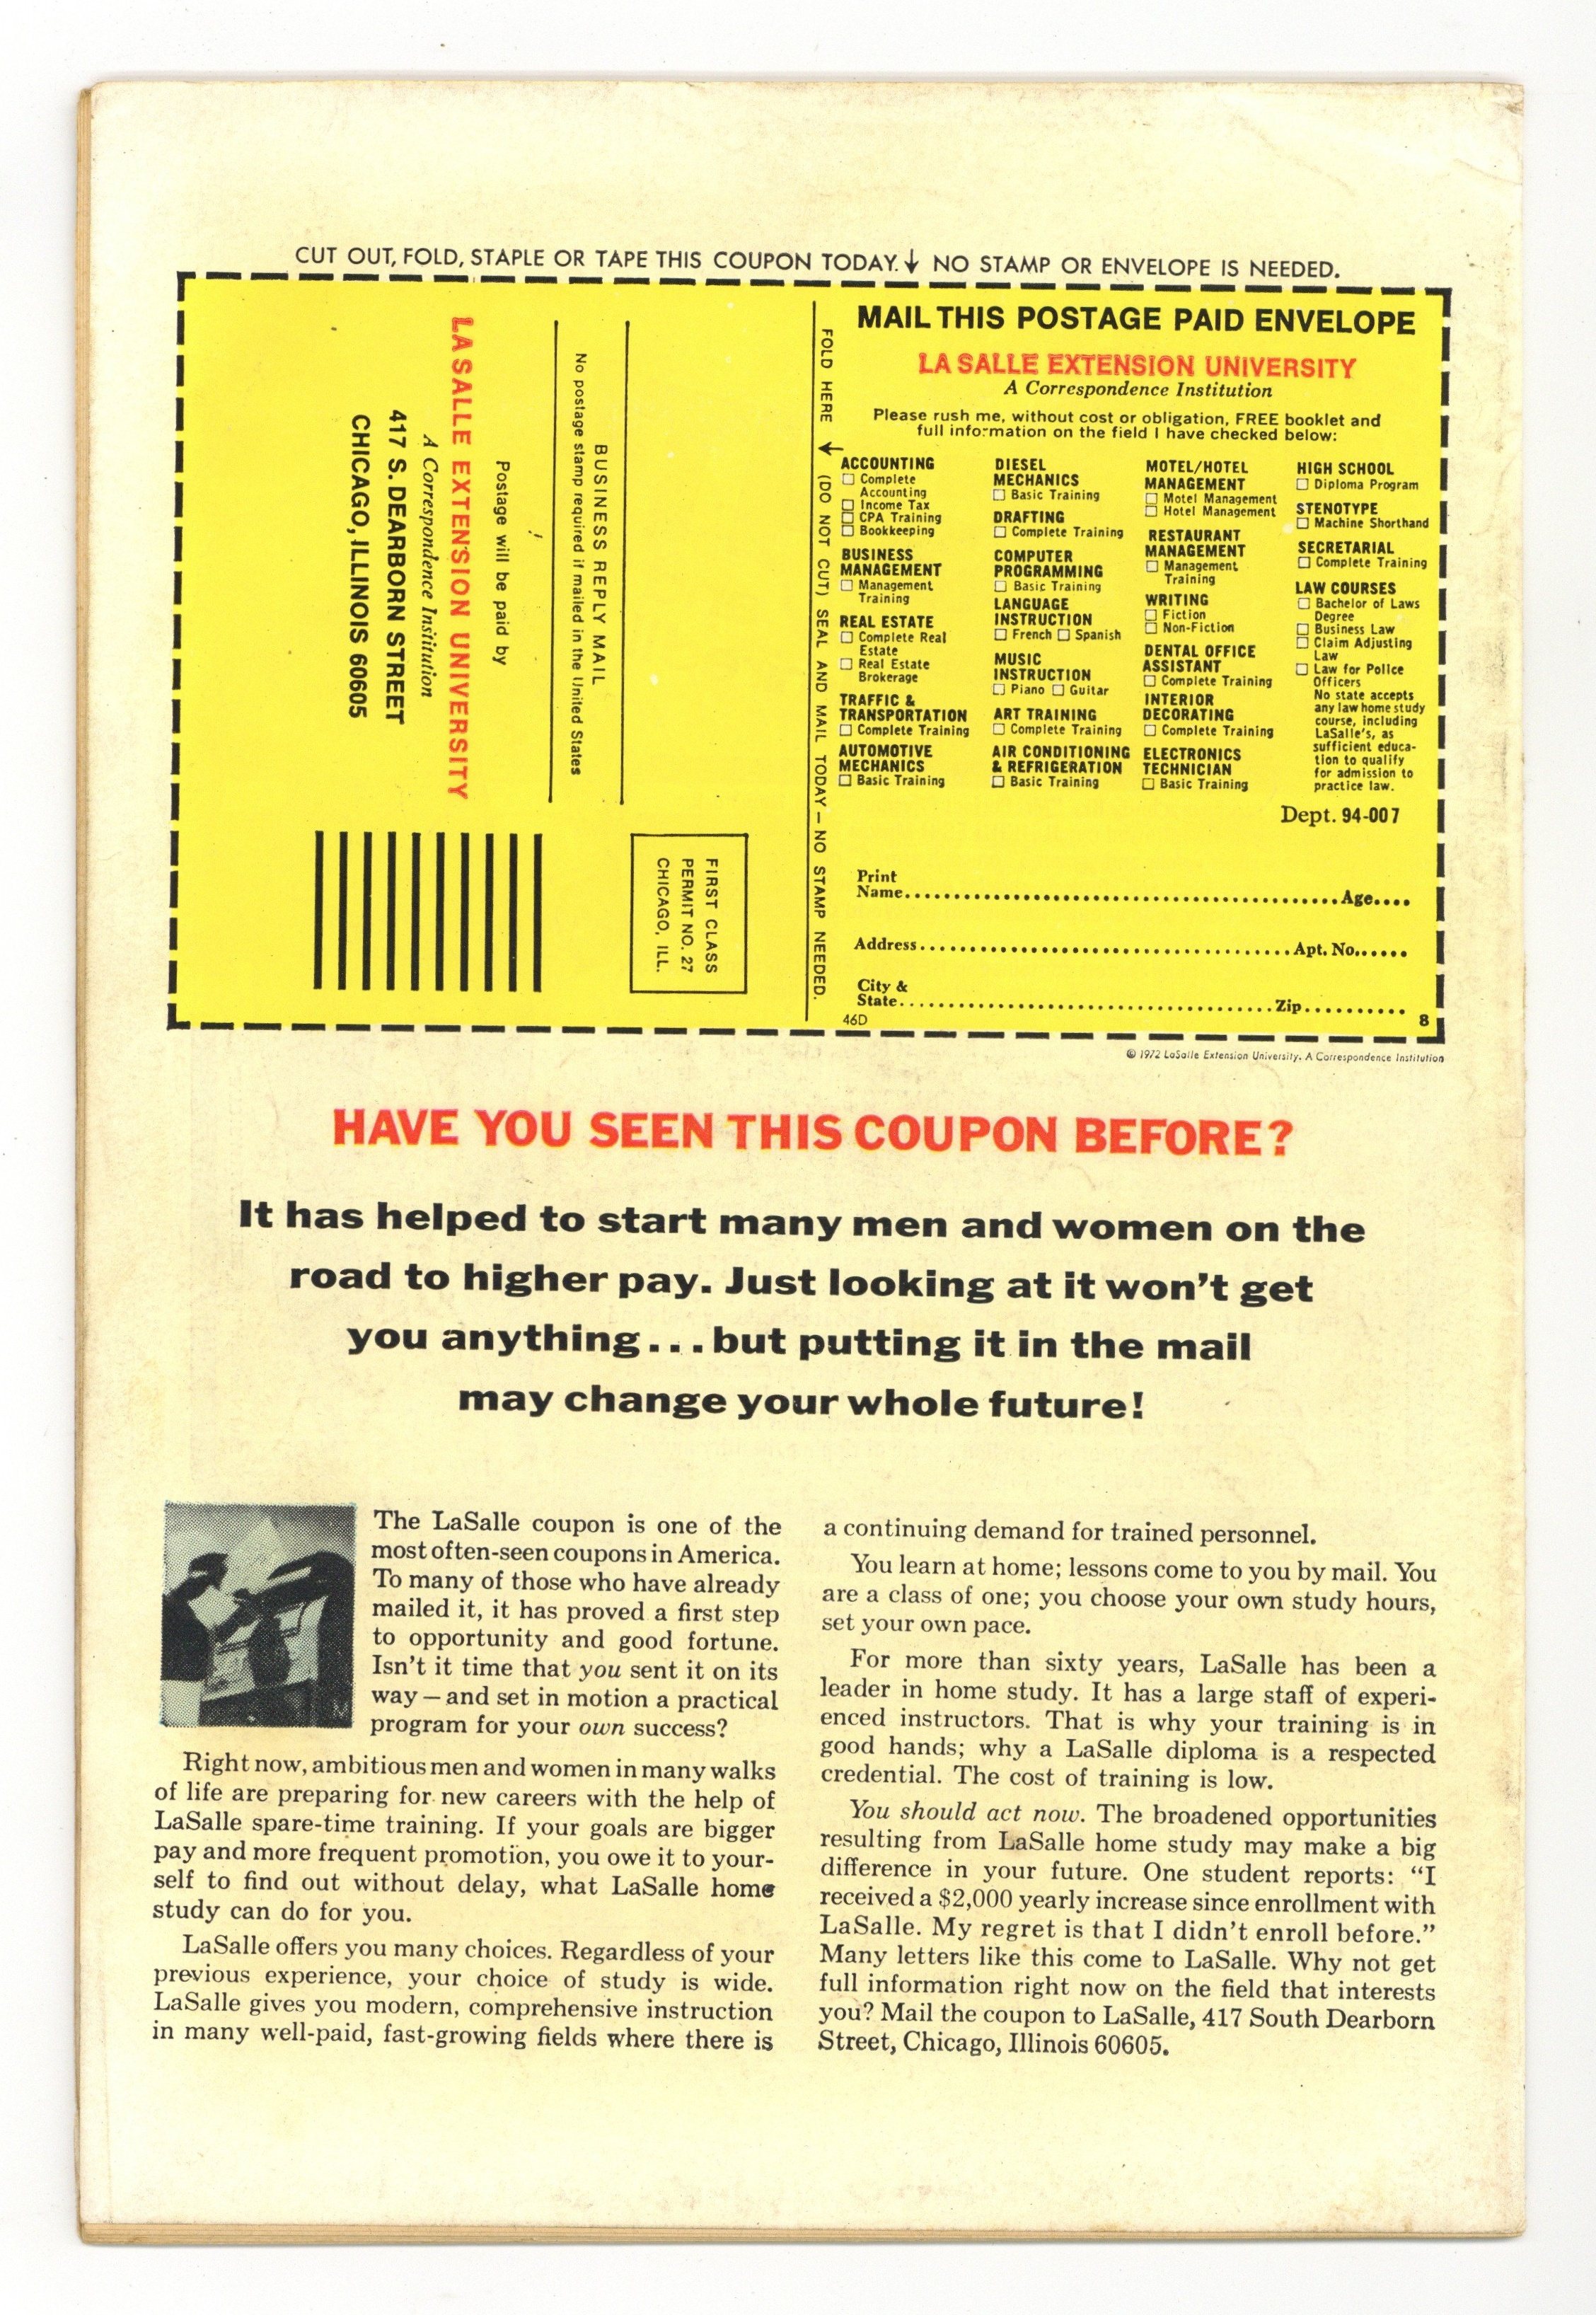 CUT OUT, FOLD, STAPLE OR TAPE THIS COUPON TODAY.↓ NO STAMP OR ENVELOPE IS NEEDED.
LA SALLE EXTENSION UNIVERSITY
A Correspondence Institution
417 S. DEARBORN STREET
CHICAGO, ILLINOIS 60605
Postage will be paid by
No postage stamp required if mailed in the United States
BUSINESS REPLY MAIL
FIRST CLASS
PERMIT NO. 27
CHICAGO, ILL.
FOLD HERE ↓ (DO NOT CUT) SEAL AND MAIL TODAY — NO STAMP NEEDED.
MAIL THIS POSTAGE PAID ENVELOPE
LA SALLE EXTENSION UNIVERSITY
A Correspondence Institution
Please rush me, without cost or obligation, FREE booklet and
full information on the field I have checked below:
ACCOUNTING
☐ Complete
Accounting
☐ Income Tax
☐ CPA Training
☐ Bookkeeping
BUSINESS
MANAGEMENT
☐ Management
Training
REAL ESTATE
☐ Complete Real
Estate
☐ Real Estate
Brokerage
TRAFFIC &
TRANSPORTATION
☐ Complete Training
AUTOMOTIVE
MECHANICS
☐ Basic Training
DIESEL
MECHANICS
☐ Basic Training
DRAFTING
☐ Complete Training
COMPUTER
PROGRAMMING
☐ Basic Training
LANGUAGE
INSTRUCTION
☐ French ☐ Spanish
MUSIC
INSTRUCTION
☐ Piano ☐ Guitar
ART TRAINING
☐ Complete Training
AIR CONDITIONING
& REFRIGERATION
☐ Basic Training
MOTEL/HOTEL
MANAGEMENT
☐ Motel Management
☐ Hotel Management
RESTAURANT
MANAGEMENT
☐ Management
Training
WRITING
☐ Fiction
☐ Non-Fiction
DENTAL OFFICE
ASSISTANT
☐ Complete Training
INTERIOR
DECORATING
☐ Complete Training
ELECTRONICS
TECHNICIAN
☐ Basic Training
HIGH SCHOOL
☐ Diploma Program
STENOTYPE
☐ Machine Shorthand
SECRETARIAL
☐ Complete Training
LAW COURSES
☐ Bachelor of Laws
Degree
☐ Business Law
☐ Claim Adjusting
Law
☐ Law for Police
Officers
No state accepts
any law home study
course, including
LaSalle's, as
sufficient educa-
tion to qualify
for admission to
practice law.
Dept. 94-007
Print
Name.......................................... Age....
Address.................................. Apt. No......
City &
State.................................. Zip..........
46D 8
© 1972 LaSalle Extension University. A Correspondence Institution
HAVE YOU SEEN THIS COUPON BEFORE?
It has helped to start many men and women on the
road to higher pay. Just looking at it won't get
you anything...but putting it in the mail
may change your whole future!
The LaSalle coupon is one of the
most often-seen coupons in America.
To many of those who have already
mailed it, it has proved a first step
to opportunity and good fortune.
Isn't it time that you sent it on its
way — and set in motion a practical
program for your own success?
Right now, ambitious men and women in many walks
of life are preparing for new careers with the help of
LaSalle spare-time training. If your goals are bigger
pay and more frequent promotion, you owe it to your-
self to find out without delay, what LaSalle home
study can do for you.
LaSalle offers you many choices. Regardless of your
previous experience, your choice of study is wide.
LaSalle gives you modern, comprehensive instruction
in many well-paid, fast-growing fields where there is
a continuing demand for trained personnel.
You learn at home; lessons come to you by mail. You
are a class of one; you choose your own study hours,
set your own pace.
For more than sixty years, LaSalle has been a
leader in home study. It has a large staff of experi-
enced instructors. That is why your training is in
good hands; why a LaSalle diploma is a respected
credential. The cost of training is low.
You should act now. The broadened opportunities
resulting from LaSalle home study may make a big
difference in your future. One student reports: "I
received a $2,000 yearly increase since enrollment with
LaSalle. My regret is that I didn't enroll before."
Many letters like this come to LaSalle. Why not get
full information right now on the field that interests
you? Mail the coupon to LaSalle, 417 South Dearborn
Street, Chicago, Illinois 60605.